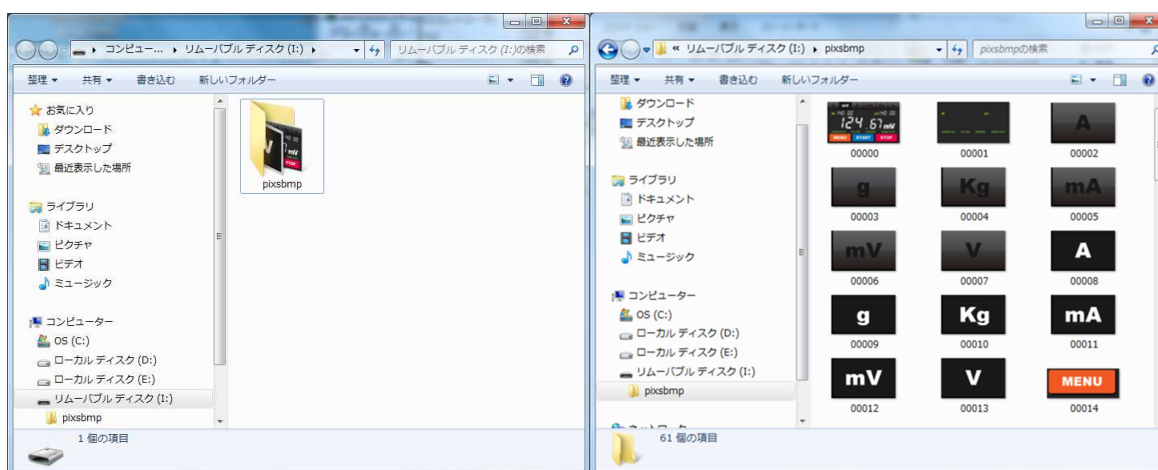 コンピュー... ▸ リムーバブル ディスク (I:) ▸
リムーバブル ディスク (I:)の検索
整理 共有 書き込む 新しいフォルダー
お気に入り
ダウンロード
デスクトップ
最近表示した場所
ライブラリ
ドキュメント
ピクチャ
ビデオ
ミュージック
コンピューター
OS (C:)
ローカル ディスク (D:)
ローカル ディスク (E:)
リムーバブル ディスク (I:)
pixsbmp
pixsbmp
1 個の項目
« リムーバブル ディスク (I:) ▸ pixsbmp
pixsbmpの検索
整理 共有 書き込む 新しいフォルダー
ダウンロード
デスクトップ
最近表示した場所
ライブラリ
ドキュメント
ピクチャ
ビデオ
ミュージック
コンピューター
OS (C:)
ローカル ディスク (D:)
ローカル ディスク (E:)
リムーバブル ディスク (I:)
pixsbmp
124.67 mV
MENU START STOP
A
00000 00001 00002
g Kg mA
00003 00004 00005
mV V A
00006 00007 00008
g Kg mA
00009 00010 00011
mV V MENU
00012 00013 00014
61 個の項目